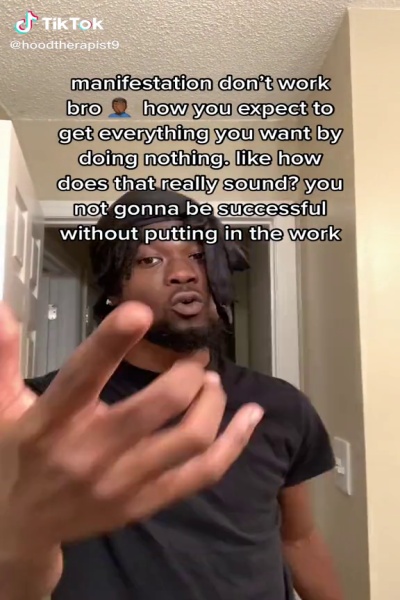 TikTok
@hoodtherapist9
manifestation don't work
bro 🤦🏾‍♂️ how you expect to
get everything you want by
doing nothing. like how
does that really sound? you
not gonna be successful
without putting in the work